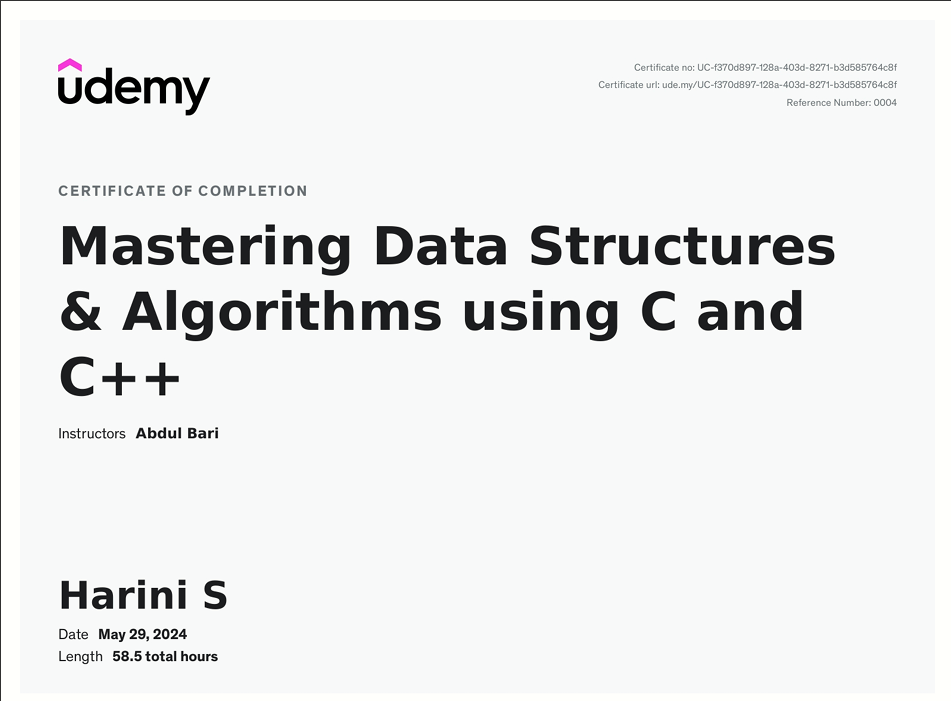 udemy
Certificate no: UC-f370d897-128a-403d-8271-b3d585764c8f
Certificate url: ude.my/UC-f370d897-128a-403d-8271-b3d585764c8f
Reference Number: 0004
CERTIFICATE OF COMPLETION
Mastering Data Structures
& Algorithms using C and
C++
Instructors Abdul Bari
Harini S
Date May 29, 2024
Length 58.5 total hours